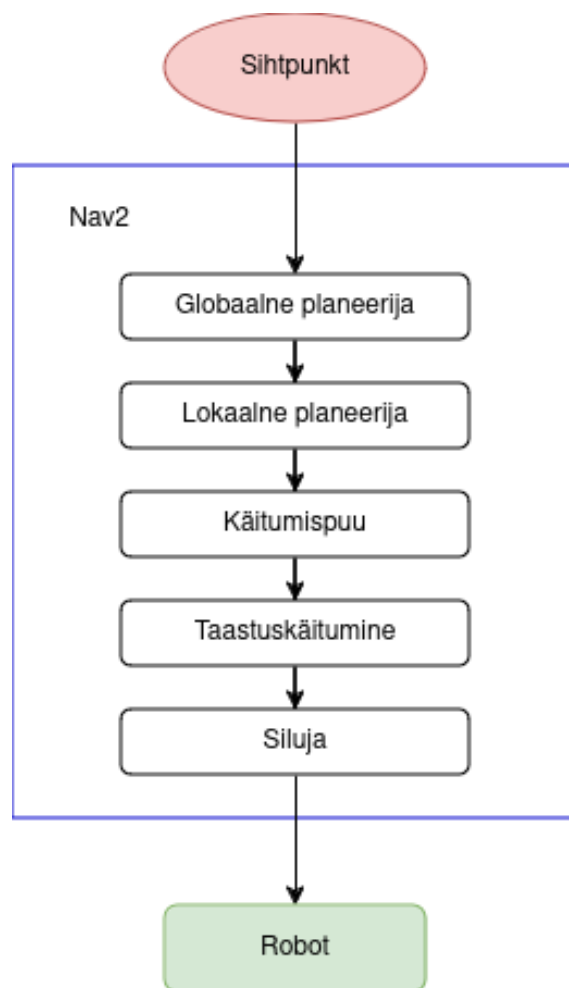 Sihtpunkt
Nav2
Globaalne planeerija
Lokaalne planeerija
Käitumispuu
Taastuskäitumine
Siluja
Robot